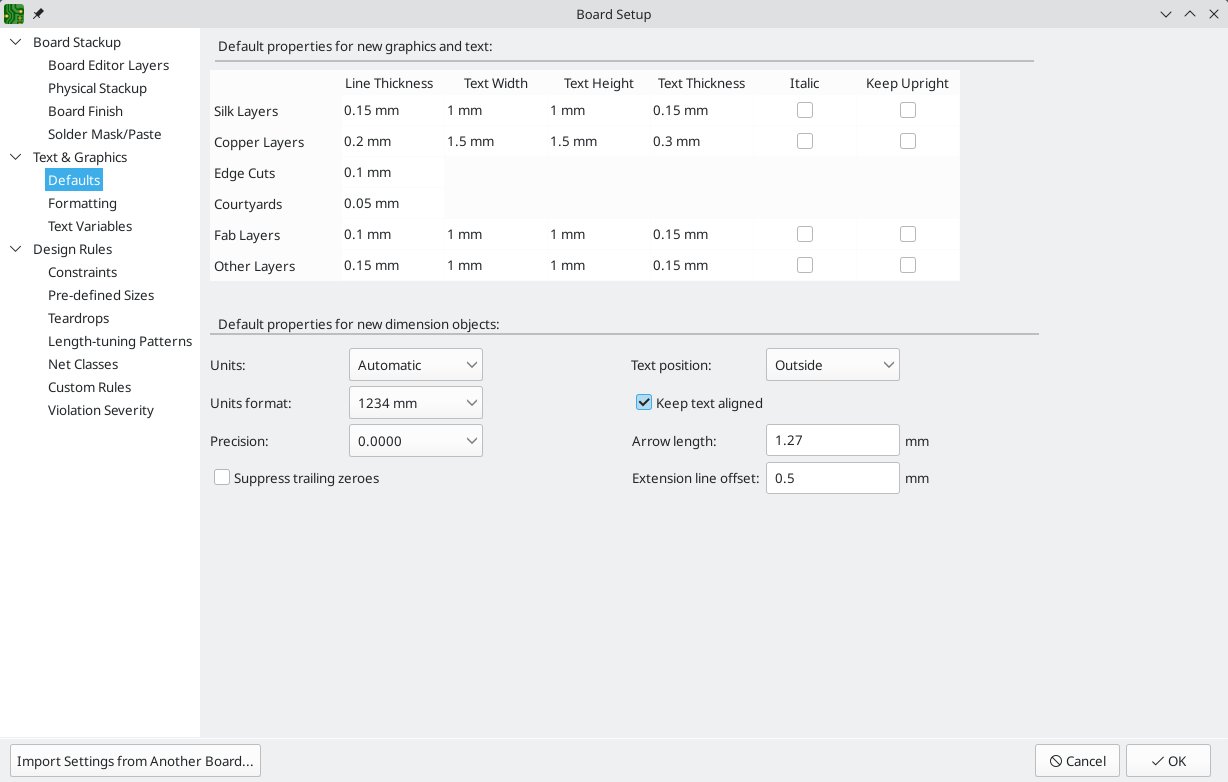 Board Setup
Board Stackup
Board Editor Layers
Physical Stackup
Board Finish
Solder Mask/Paste
Text & Graphics
Defaults
Formatting
Text Variables
Design Rules
Constraints
Pre-defined Sizes
Teardrops
Length-tuning Patterns
Net Classes
Custom Rules
Violation Severity
Default properties for new graphics and text:
Line Thickness Text Width Text Height Text Thickness Italic Keep Upright
Silk Layers 0.15 mm 1 mm 1 mm 0.15 mm
Copper Layers 0.2 mm 1.5 mm 1.5 mm 0.3 mm
Edge Cuts 0.1 mm
Courtyards 0.05 mm
Fab Layers 0.1 mm 1 mm 1 mm 0.15 mm
Other Layers 0.15 mm 1 mm 1 mm 0.15 mm
Default properties for new dimension objects:
Units: Automatic Text position: Outside
Units format: 1234 mm Keep text aligned
Precision: 0.0000 Arrow length: 1.27 mm
Suppress trailing zeroes Extension line offset: 0.5 mm
Import Settings from Another Board... Cancel OK